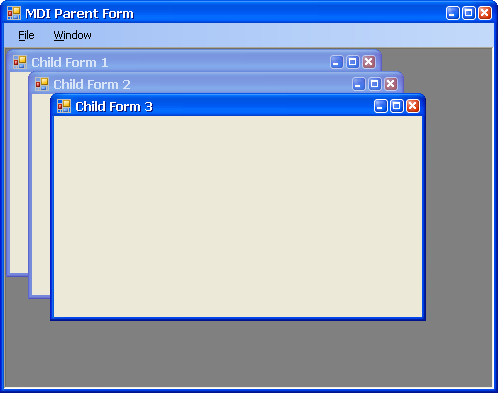 MDI Parent Form
File Window
Child Form 1
Child Form 2
Child Form 3